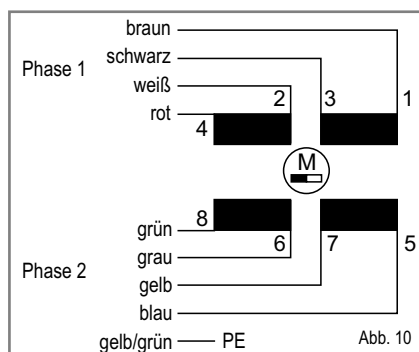 braun
Phase 1
schwarz
weiß
rot
2
3
1
4
M
8
6
7
5
grün
grau
Phase 2
gelb
blau
gelb/grün
PE
Abb. 10